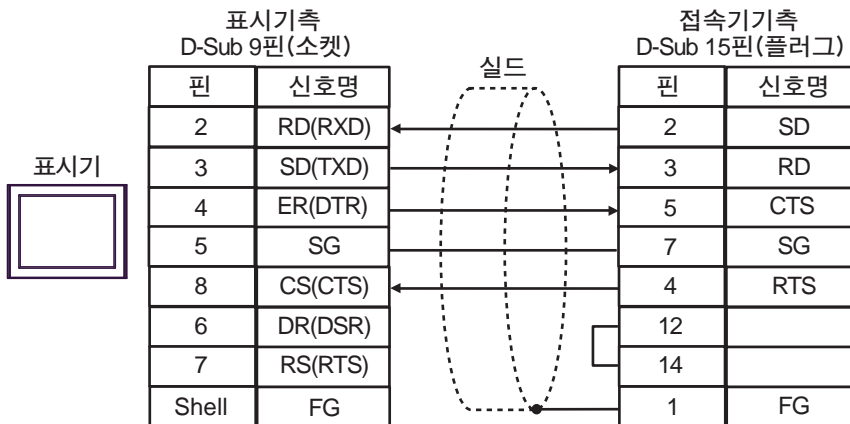 표시기측
D-Sub 9핀(소켓)
접속기기측
D-Sub 15핀(플러그)
실드
표시기
핀 신호명 핀 신호명
2 RD(RXD) 2 SD
3 SD(TXD) 3 RD
4 ER(DTR) 5 CTS
5 SG 7 SG
8 CS(CTS) 4 RTS
6 DR(DSR) 12
7 RS(RTS) 14
Shell FG 1 FG